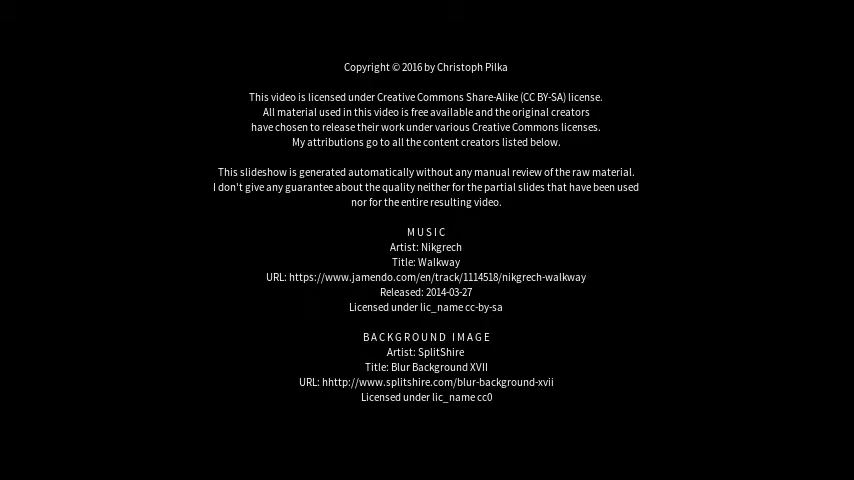 Copyright © 2016 by Christoph Pilka
This video is licensed under Creative Commons Share-Alike (CC BY-SA) license.
All material used in this video is free available and the original creators
have chosen to release their work under various Creative Commons licenses.
My attributions go to all the content creators listed below.
This slideshow is generated automatically without any manual review of the raw material.
I don't give any guarantee about the quality neither for the partial slides that have been used
nor for the entire resulting video.
M U S I C
Artist: Nikgrech
Title: Walkway
URL: https://www.jamendo.com/en/track/1114518/nikgrech-walkway
Released: 2014-03-27
Licensed under lic_name cc-by-sa
B A C K G R O U N D   I M A G E
Artist: SplitShire
Title: Blur Background XVII
URL: hhttp://www.splitshire.com/blur-background-xvii
Licensed under lic_name cc0